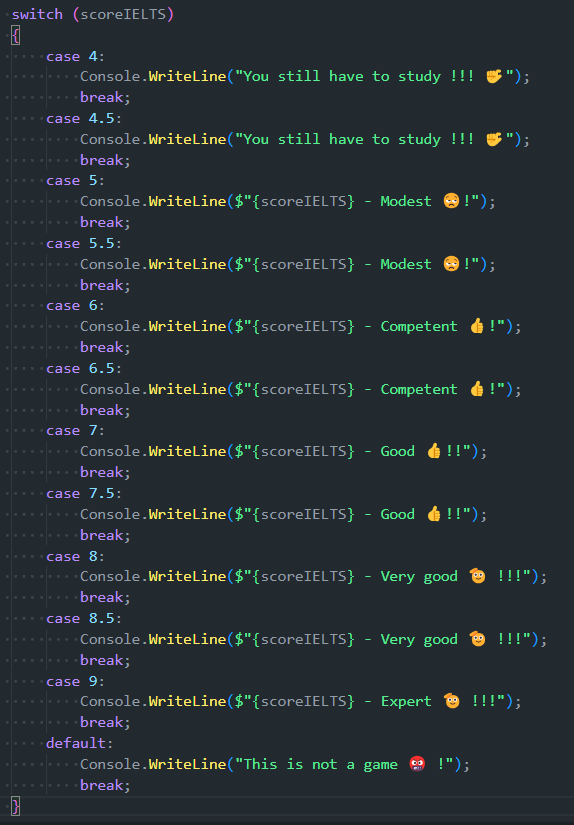 switch (scoreIELTS)
{
case 4:
Console.WriteLine("You still have to study !!! ✊");
break;
case 4.5:
Console.WriteLine("You still have to study !!! ✊");
break;
case 5:
Console.WriteLine($"{scoreIELTS} - Modest 😩!");
break;
case 5.5:
Console.WriteLine($"{scoreIELTS} - Modest 😩!");
break;
case 6:
Console.WriteLine($"{scoreIELTS} - Competent 👍!");
break;
case 6.5:
Console.WriteLine($"{scoreIELTS} - Competent 👍!");
break;
case 7:
Console.WriteLine($"{scoreIELTS} - Good 👍!!");
break;
case 7.5:
Console.WriteLine($"{scoreIELTS} - Good 👍!!");
break;
case 8:
Console.WriteLine($"{scoreIELTS} - Very good 🫡 !!!");
break;
case 8.5:
Console.WriteLine($"{scoreIELTS} - Very good 🫡 !!!");
break;
case 9:
Console.WriteLine($"{scoreIELTS} - Expert 🫡 !!!");
break;
default:
Console.WriteLine("This is not a game 🤬 !");
break;
}